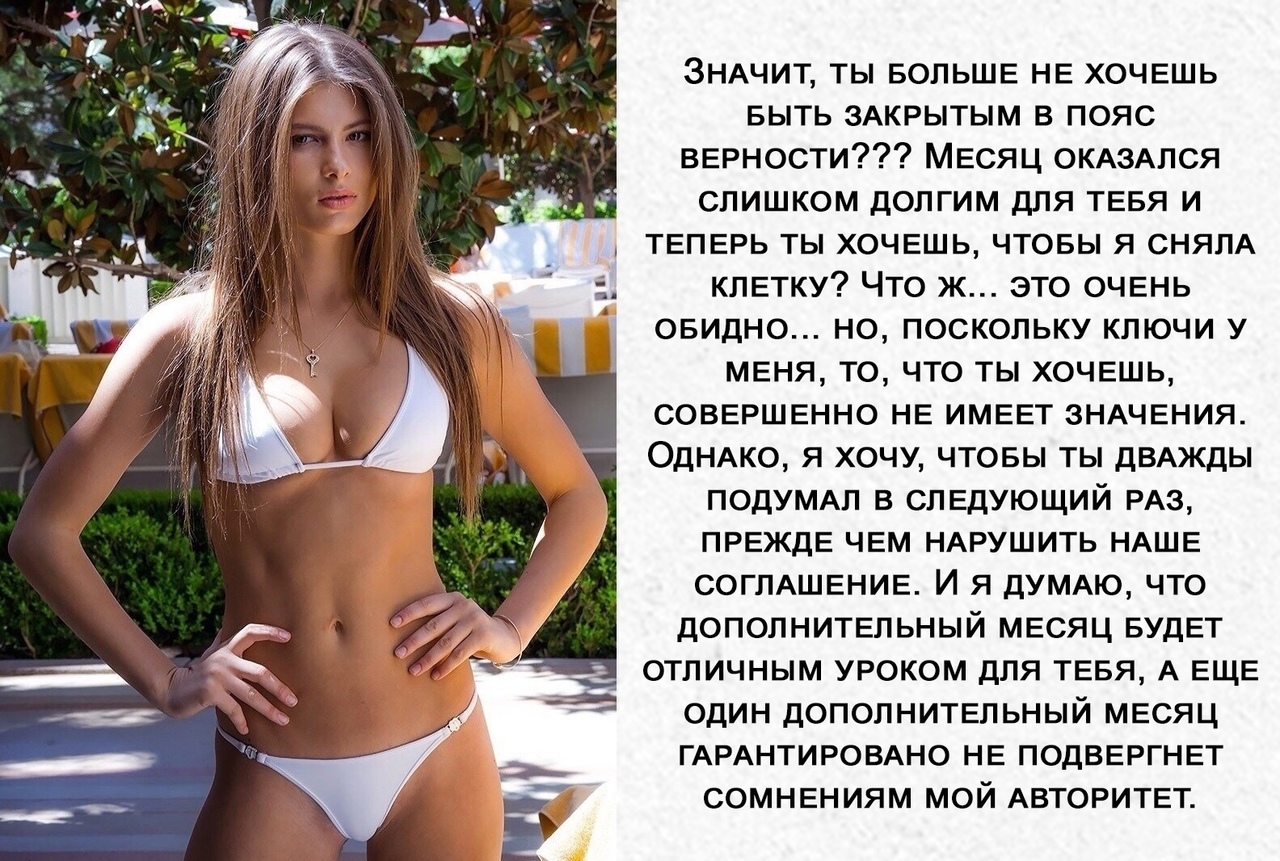 Значит, ты больше не хочешь
быть закрытым в пояс
верности??? Месяц оказался
слишком долгим для тебя и
теперь ты хочешь, чтобы я сняла
клетку? Что ж... это очень
обидно... но, поскольку ключи у
меня, то, что ты хочешь,
совершенно не имеет значения.
Однако, я хочу, чтобы ты дважды
подумал в следующий раз,
прежде чем нарушить наше
соглашение. И я думаю, что
дополнительный месяц будет
отличным уроком для тебя, а еще
один дополнительный месяц
гарантировано не подвергнет
сомнениям мой авторитет.